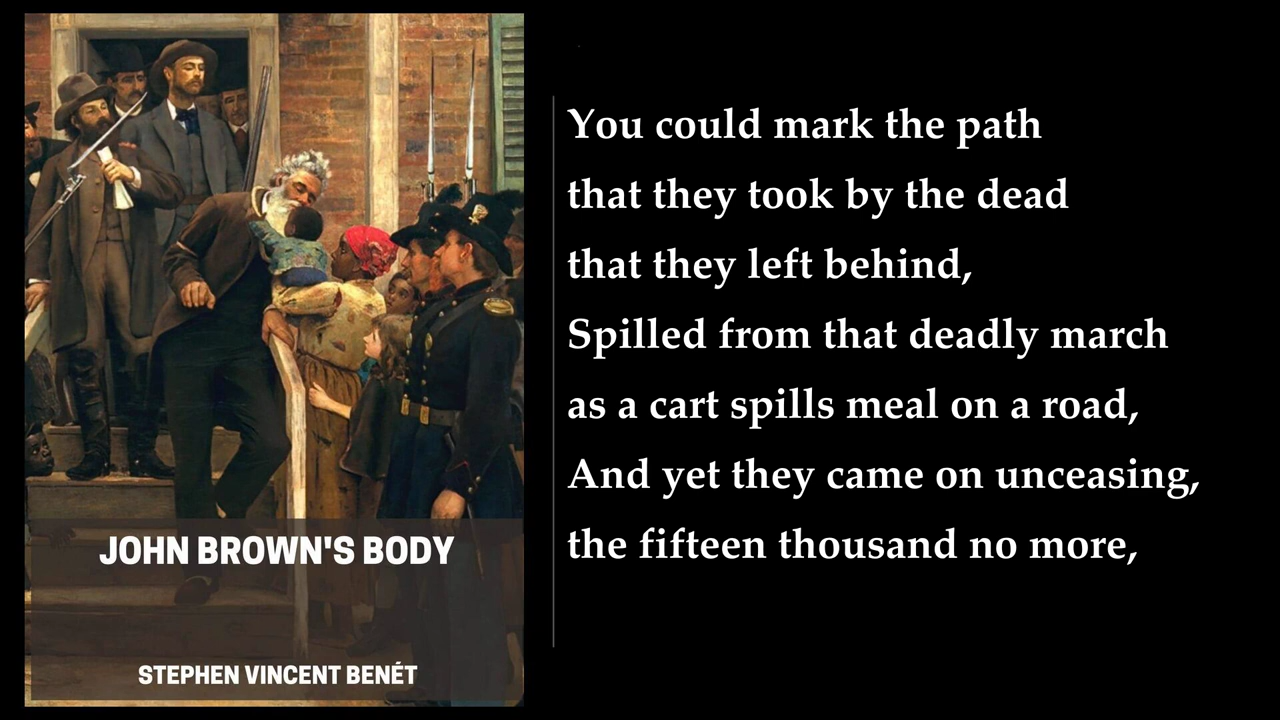 JOHN BROWN'S BODY
STEPHEN VINCENT BENÉT
You could mark the path
that they took by the dead
that they left behind,
Spilled from that deadly march
as a cart spills meal on a road,
And yet they came on unceasing,
the fifteen thousand no more,